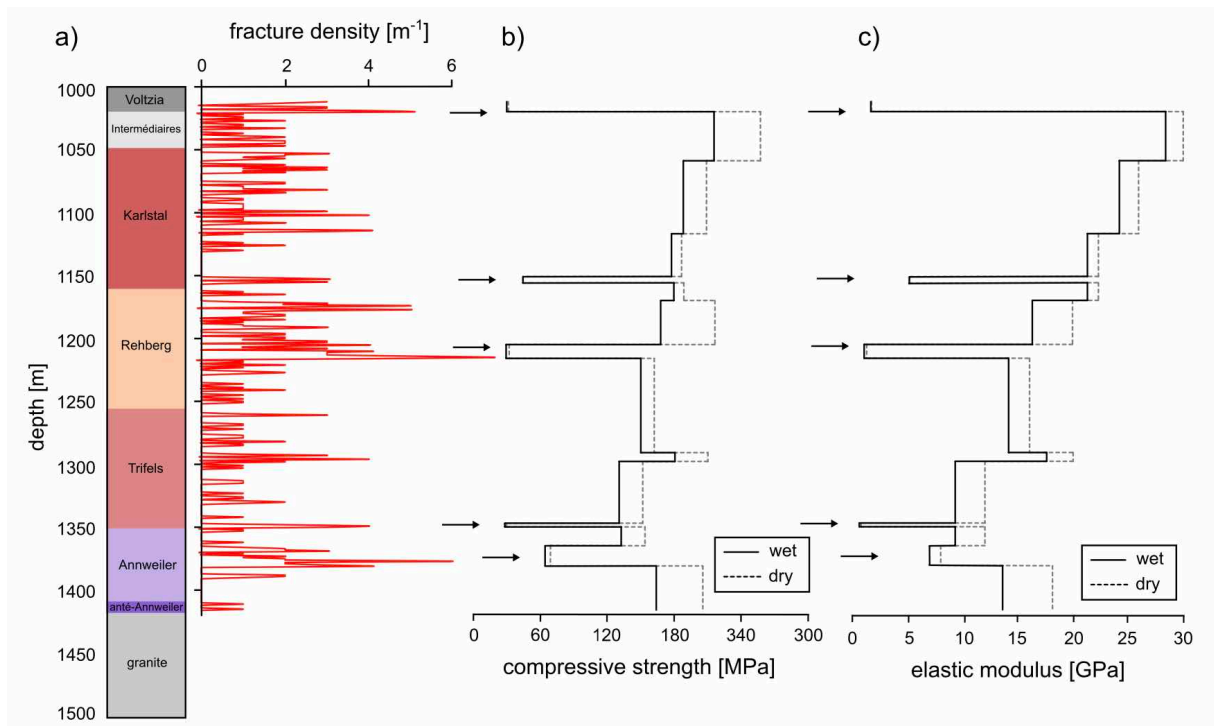 a)
fracture density [m⁻¹]
0 2 4 6
b)
c)
depth [m]
1000
1050
1100
1150
1200
1250
1300
1350
1400
1450
1500
Voltzia
Intermédiaires
Karlstal
Rehberg
Trifels
Annweiler
anté-Annweiler
granite
wet
dry
0 60 120 180 340 300
compressive strength [MPa]
wet
dry
0 5 10 15 20 25 30
elastic modulus [GPa]